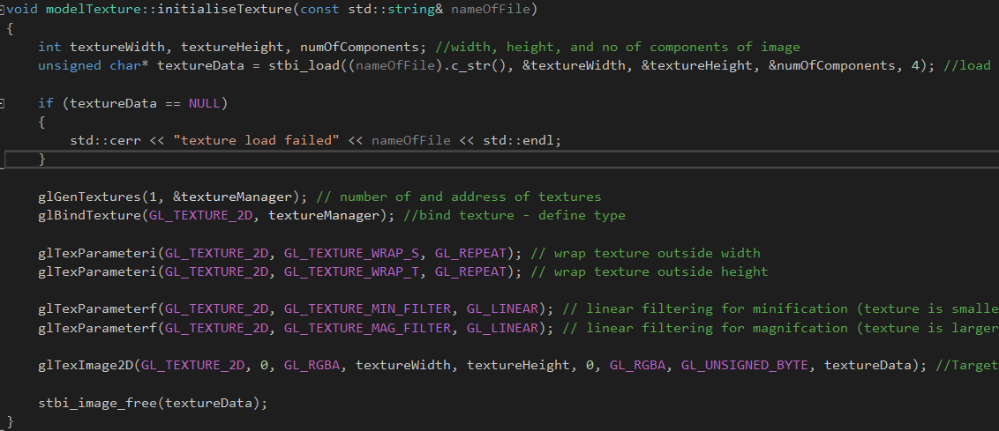 void modelTexture::initialiseTexture(const std::string& nameOfFile)
{
int textureWidth, textureHeight, numOfComponents; //width, height, and no of components of image
unsigned char* textureData = stbi_load((nameOfFile).c_str(), &textureWidth, &textureHeight, &numOfComponents, 4); //load
if (textureData == NULL)
{
std::cerr << "texture load failed" << nameOfFile << std::endl;
}
glGenTextures(1, &textureManager); // number of and address of textures
glBindTexture(GL_TEXTURE_2D, textureManager); //bind texture - define type
glTexParameteri(GL_TEXTURE_2D, GL_TEXTURE_WRAP_S, GL_REPEAT); // wrap texture outside width
glTexParameteri(GL_TEXTURE_2D, GL_TEXTURE_WRAP_T, GL_REPEAT); // wrap texture outside height
glTexParameterf(GL_TEXTURE_2D, GL_TEXTURE_MIN_FILTER, GL_LINEAR); // linear filtering for minification (texture is smalle
glTexParameterf(GL_TEXTURE_2D, GL_TEXTURE_MAG_FILTER, GL_LINEAR); // linear filtering for magnifcation (texture is larger
glTexImage2D(GL_TEXTURE_2D, 0, GL_RGBA, textureWidth, textureHeight, 0, GL_RGBA, GL_UNSIGNED_BYTE, textureData); //Target
stbi_image_free(textureData);
}